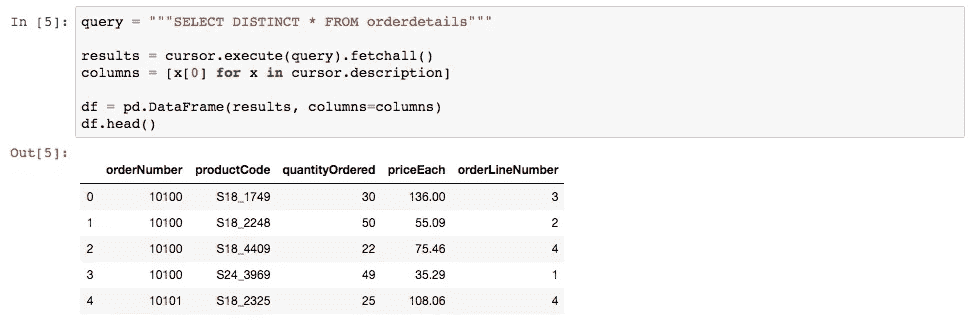 In [5]: query = """SELECT DISTINCT * FROM orderdetails"""
results = cursor.execute(query).fetchall()
columns = [x[0] for x in cursor.description]
df = pd.DataFrame(results, columns=columns)
df.head()
Out[5]:
orderNumber productCode quantityOrdered priceEach orderLineNumber
0 10100 S18_1749 30 136.00 3
1 10100 S18_2248 50 55.09 2
2 10100 S18_4409 22 75.46 4
3 10100 S24_3969 49 35.29 1
4 10101 S18_2325 25 108.06 4